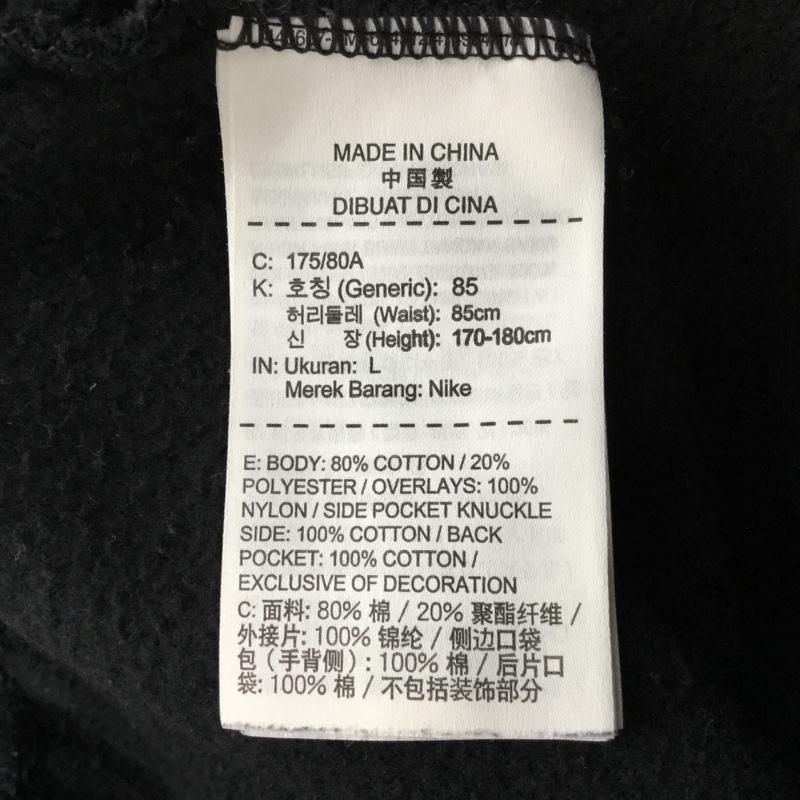 MADE IN CHINA
中国製
DIBUAT DI CINA
C: 175/80A
K: 호칭 (Generic): 85
허리둘레 (Waist): 85cm
신 장 (Height): 170-180cm
IN: Ukuran: L
Merek Barang: Nike
E: BODY: 80% COTTON / 20%
POLYESTER / OVERLAYS: 100%
NYLON / SIDE POCKET KNUCKLE
SIDE: 100% COTTON / BACK
POCKET: 100% COTTON /
EXCLUSIVE OF DECORATION
C: 面料: 80% 棉 / 20% 聚酯纤维 /
外接片: 100% 锦纶 / 侧边口袋
包（手背侧）: 100% 棉 / 后片口
袋: 100% 棉 / 不包括装饰部分